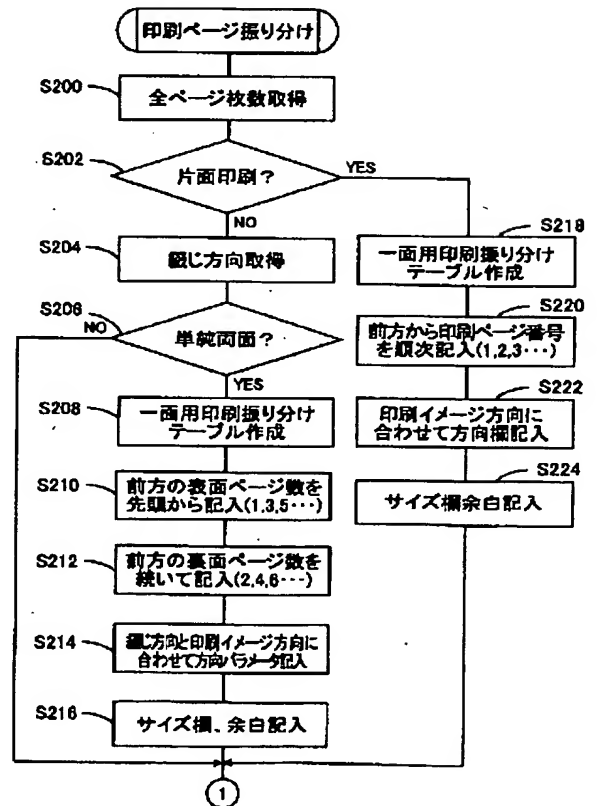 印刷ページ振り分け
S200
全ページ枚数取得
S202
片面印刷?
YES
NO
S204
綴じ方向取得
S206
NO
単純両面?
YES
S208
一面用印刷振り分け
テーブル作成
S210
前方の表面ページ数を
先頭から記入(1,3,5・・・)
S212
前方の裏面ページ数を
続いて記入(2,4,6・・・)
S214
綴じ方向と印刷イメージ方向に
合わせて方向パラメータ記入
S216
サイズ欄、余白記入
S218
一面用印刷振り分け
テーブル作成
S220
前方から印刷ページ番号
を順次記入(1,2,3・・・)
S222
印刷イメージ方向に
合わせて方向欄記入
S224
サイズ欄余白記入
1